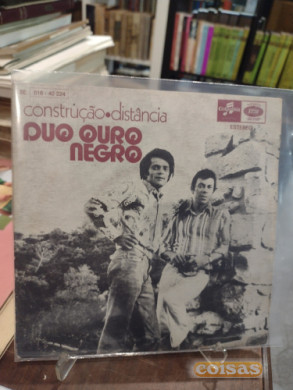 construção•distância
DUO OURO
NEGRO
coisas